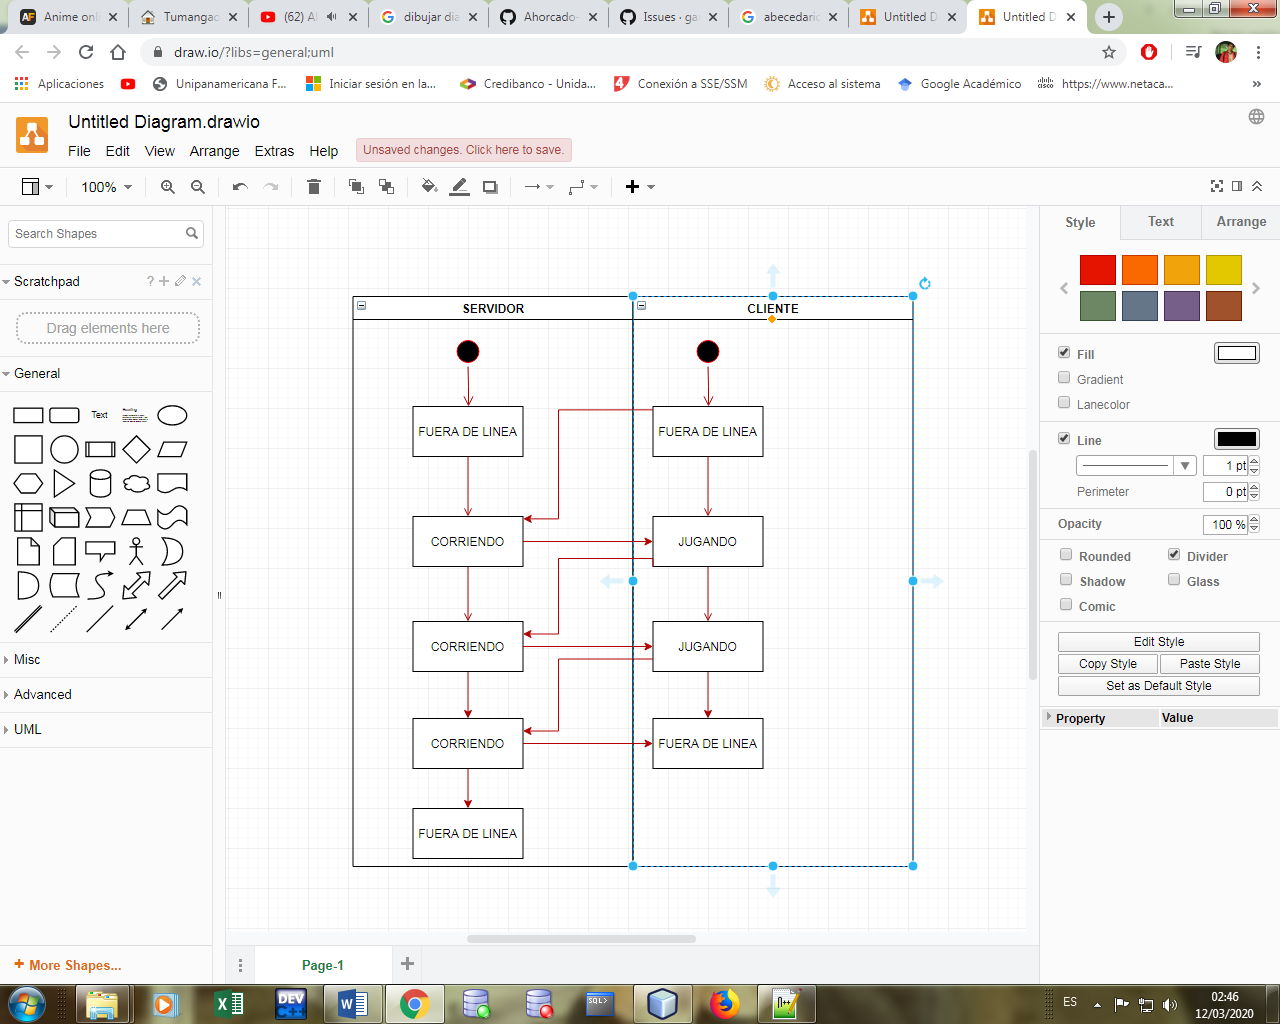 Anime onl
Tumangao
(62) Al
dibujar dia
Ahorcado-
Issues · ga
abecedario
Untitled D
Untitled D
draw.io/?libs=general;uml
Aplicaciones
Unipanamericana F...
Iniciar sesión en la...
Credibanco - Unida...
Conexión a SSE/SSM
Acceso al sistema
Google Académico
https://www.netaca...
»
Untitled Diagram.drawio
File Edit View Arrange Extras Help
Unsaved changes. Click here to save.
100%
Search Shapes
Scratchpad
Drag elements here
General
Text
Heading
Misc
Advanced
UML
+ More Shapes...
SERVIDOR
CLIENTE
FUERA DE LINEA
FUERA DE LINEA
CORRIENDO
JUGANDO
CORRIENDO
JUGANDO
CORRIENDO
FUERA DE LINEA
FUERA DE LINEA
Page-1
Style Text Arrange
Fill
Gradient
Lanecolor
Line
1 pt
Perimeter
0 pt
Opacity
100 %
Rounded
Divider
Shadow
Glass
Comic
Edit Style
Copy Style
Paste Style
Set as Default Style
Property Value
ES
02:46
12/03/2020